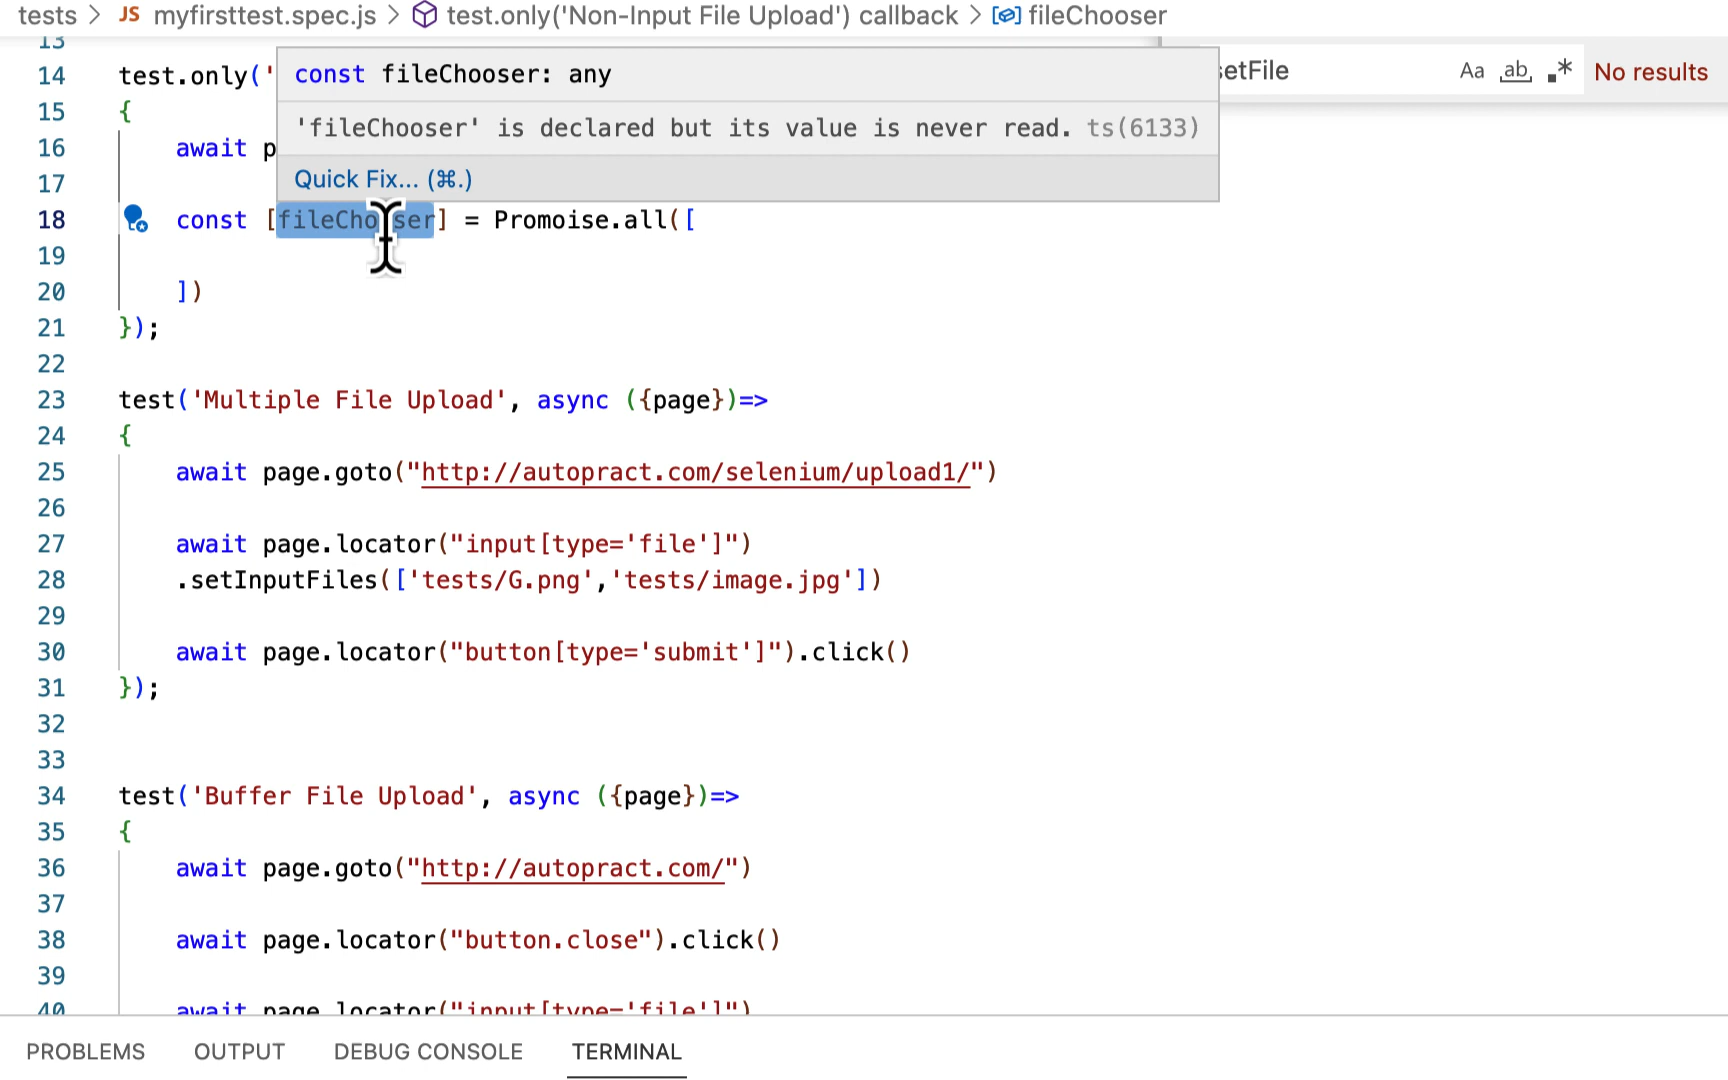 tests > JS myfirsttest.spec.js > test.only('Non-Input File Upload') callback > fileChooser
13
14 test.only('
const fileChooser: any
setFile Aa ab .* No results
15 {
'fileChooser' is declared but its value is never read. ts(6133)
16 await p
17
Quick Fix... (⌘.)
18 const [fileChooser] = Promoise.all([
19
20 ])
21 });
22
23 test('Multiple File Upload', async ({page})=>
24 {
25 await page.goto("http://autopract.com/selenium/upload1/")
26
27 await page.locator("input[type='file']")
28 .setInputFiles(['tests/G.png','tests/image.jpg'])
29
30 await page.locator("button[type='submit']").click()
31 });
32
33
34 test('Buffer File Upload', async ({page})=>
35 {
36 await page.goto("http://autopract.com/")
37
38 await page.locator("button.close").click()
39
40 await page.locator("input[type='file']")
PROBLEMS OUTPUT DEBUG CONSOLE TERMINAL